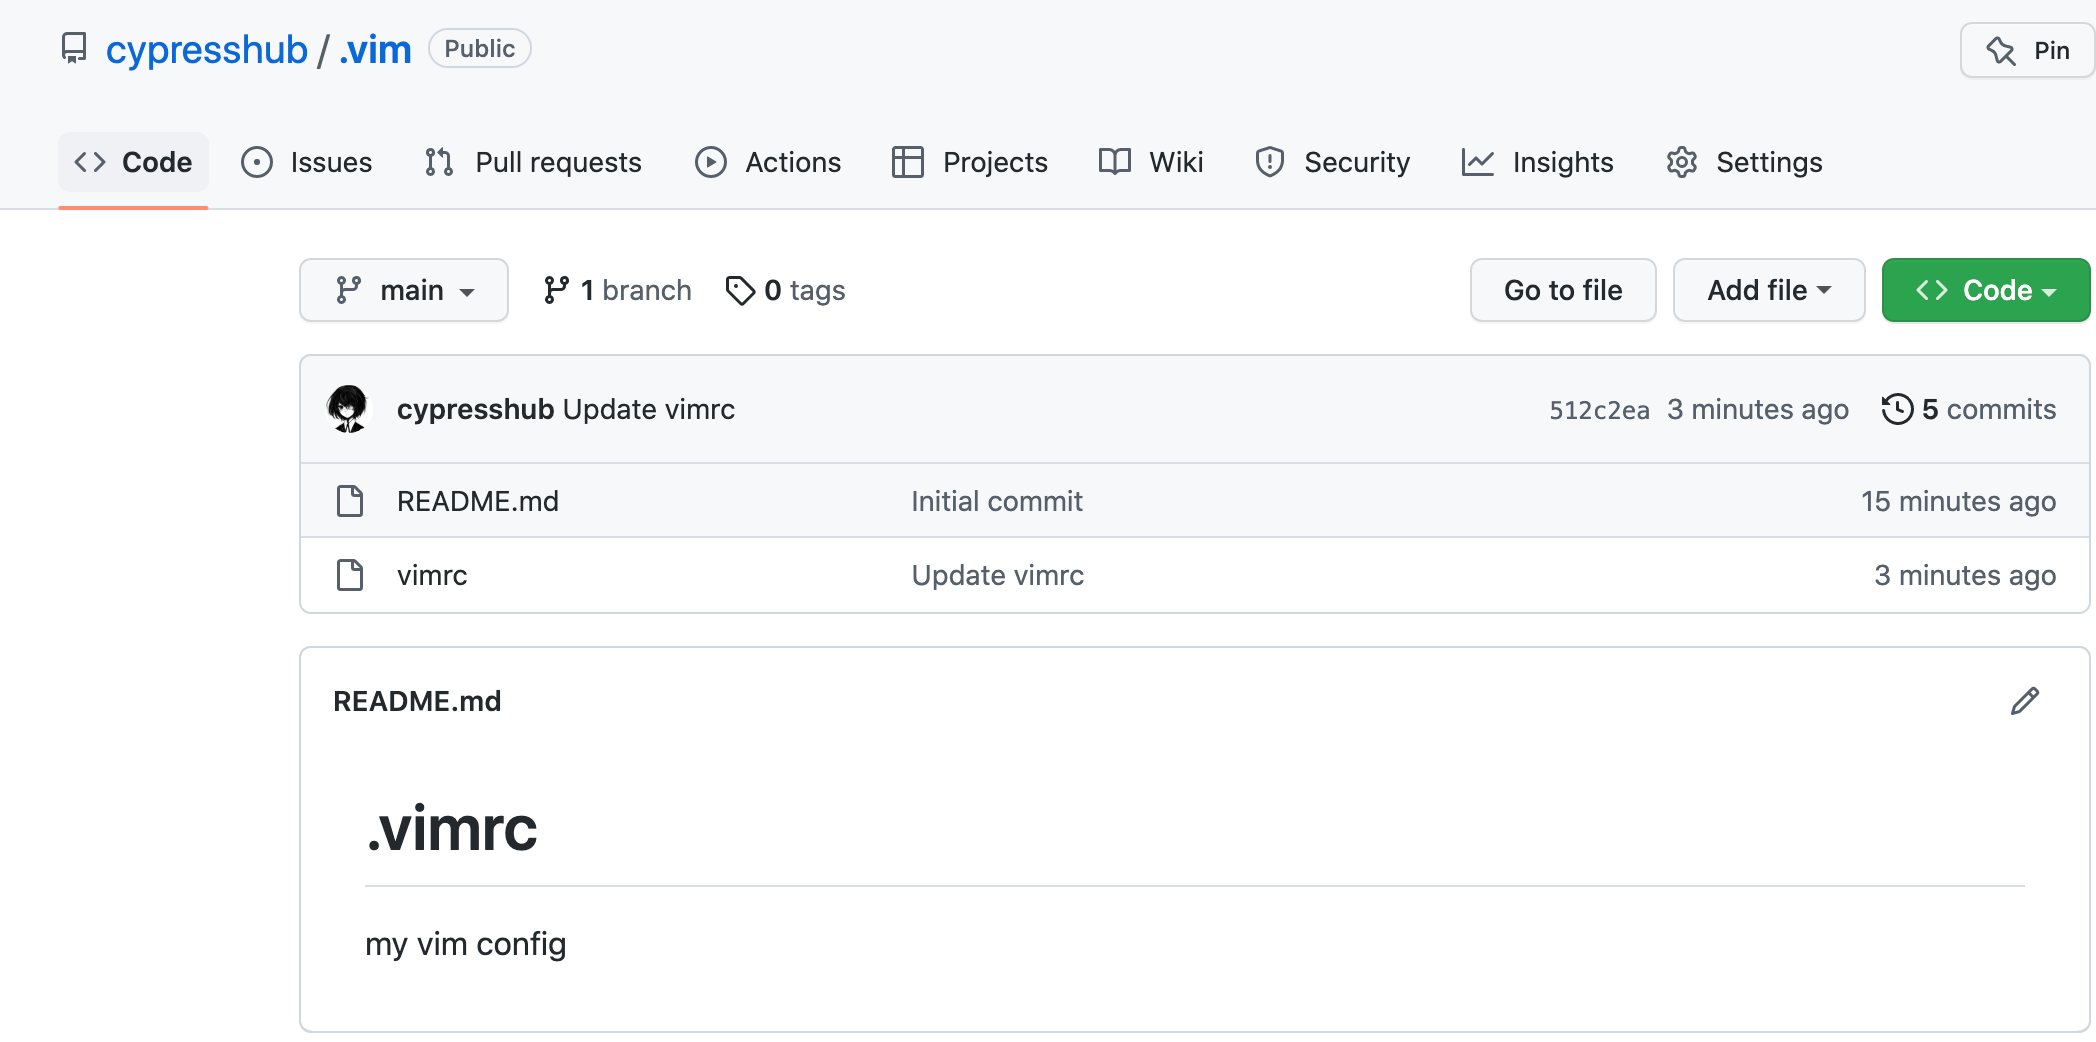 cypresshub / .vim Public Pin
Code Issues Pull requests Actions Projects Wiki Security Insights Settings
main 1 branch 0 tags Go to file Add file Code
cypresshub Update vimrc 512c2ea 3 minutes ago 5 commits
README.md Initial commit 15 minutes ago
vimrc Update vimrc 3 minutes ago
README.md
.vimrc
my vim config